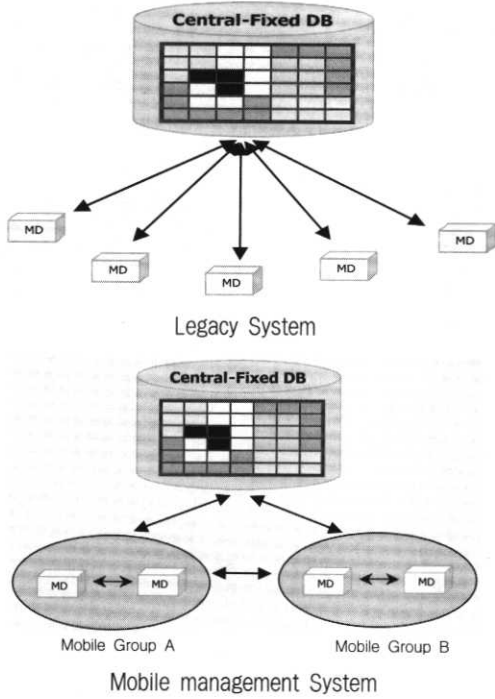 Central-Fixed DB
MD
MD
MD
MD
MD
Legacy System
Central-Fixed DB
MD
MD
MD
MD
Mobile Group A
Mobile Group B
Mobile management System